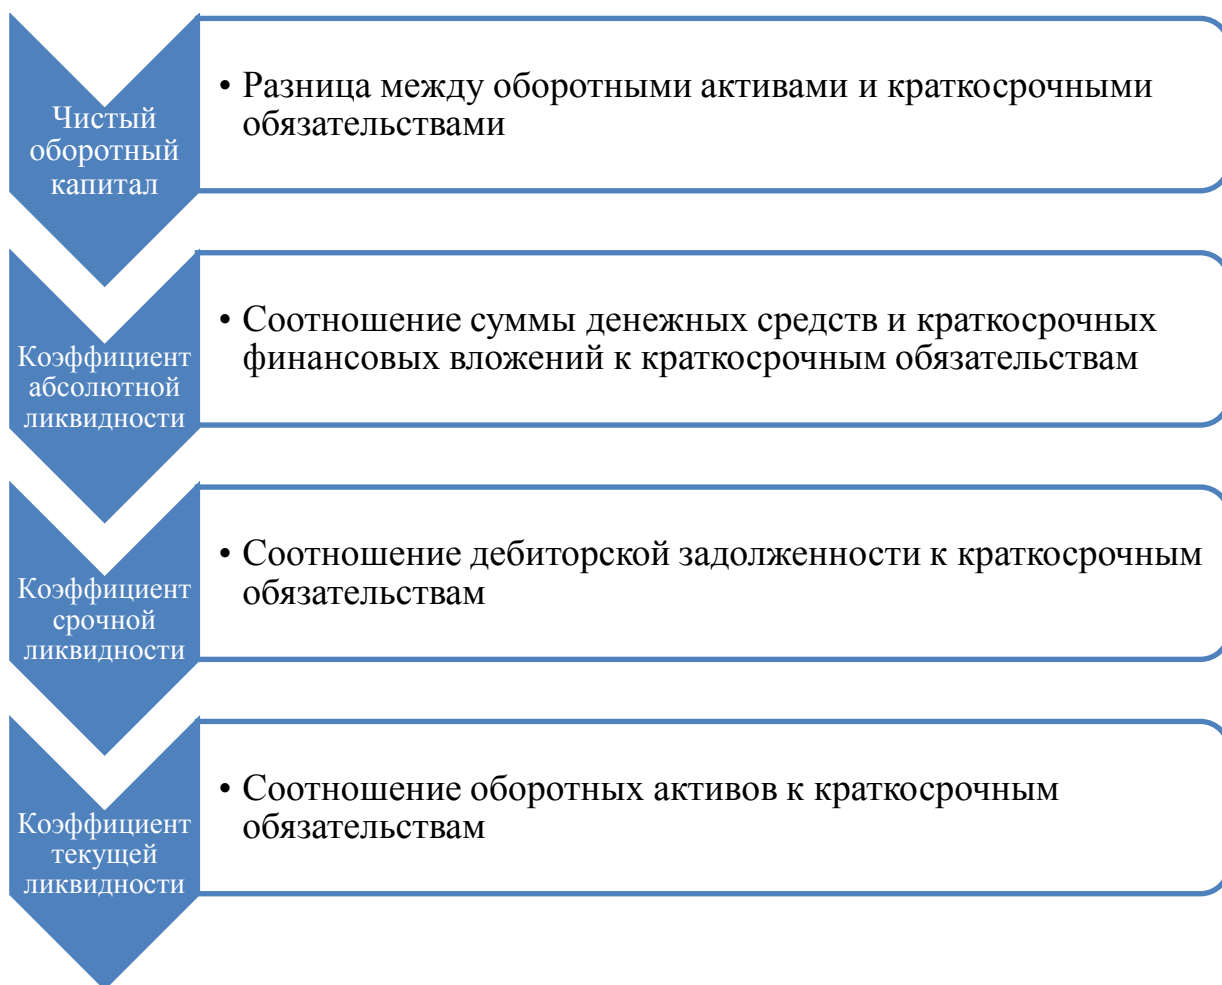 Чистый
оборотный
капитал
• Разница между оборотными активами и краткосрочными
обязательствами
Коэффициент
абсолютной
ликвидности
• Соотношение суммы денежных средств и краткосрочных
финансовых вложений к краткосрочным обязательствам
Коэффициент
срочной
ликвидности
• Соотношение дебиторской задолженности к краткосрочным
обязательствам
Коэффициент
текущей
ликвидности
• Соотношение оборотных активов к краткосрочным
обязательствам